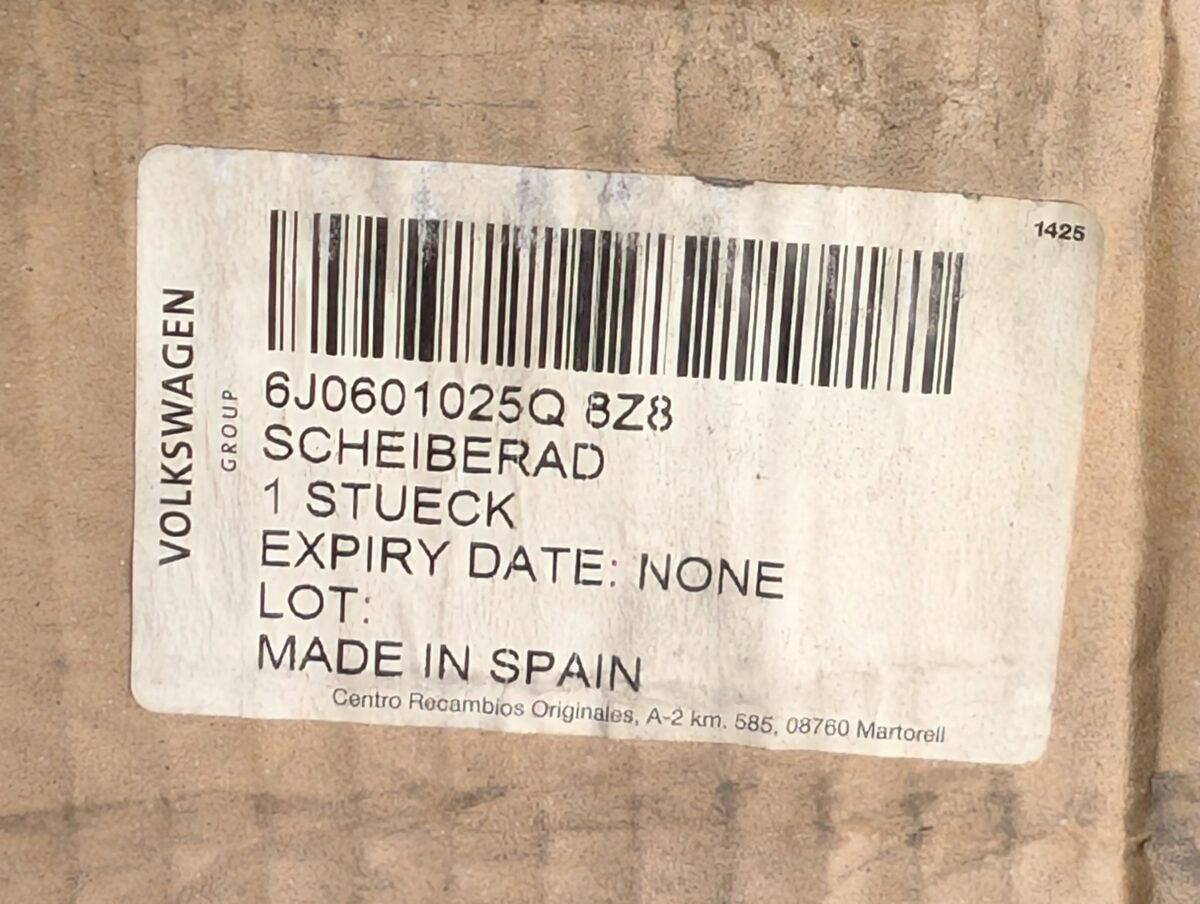 1425
VOLKSWAGEN
GROUP
6J0601025Q 8Z8
SCHEIBERAD
1 STUECK
EXPIRY DATE: NONE
LOT:
MADE IN SPAIN
Centro Recambios Originales, A-2 km. 585, 08760 Martorell